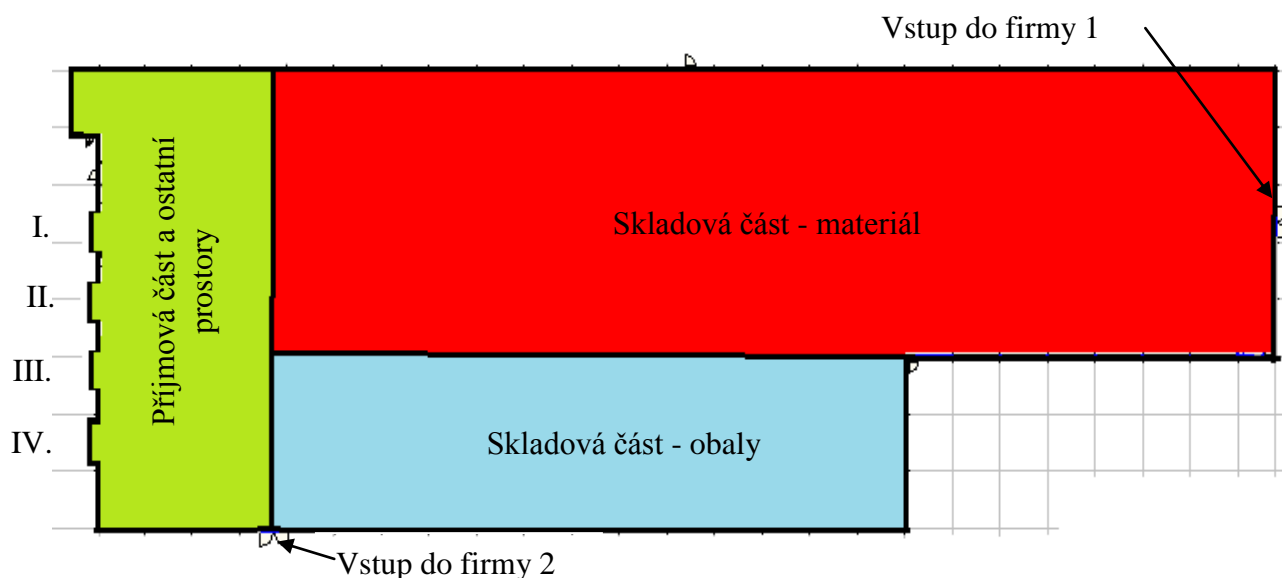 Vstup do firmy 1
Skladová část - materiál
Příjmová část a ostatní
prostory
I.
II.
III.
IV.
Skladová část - obaly
Vstup do firmy 2